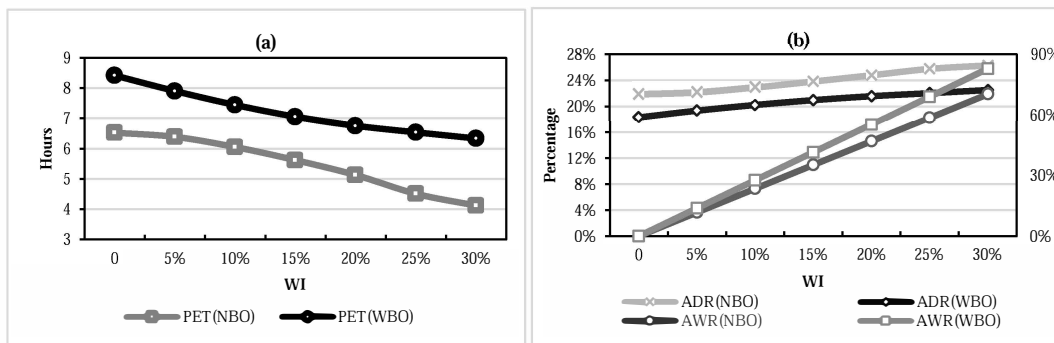 (a)
9
8
7
6
5
4
3
Hours
0 5% 10% 15% 20% 25% 30%
WI
PET(NBO) PET(WBO)
(b)
28%
24%
20%
16%
12%
8%
4%
0%
Percentage
90%
60%
30%
0%
0 5% 10% 15% 20% 25% 30%
WI
ADR(NBO) ADR(WBO)
AWR(NBO) AWR(WBO)